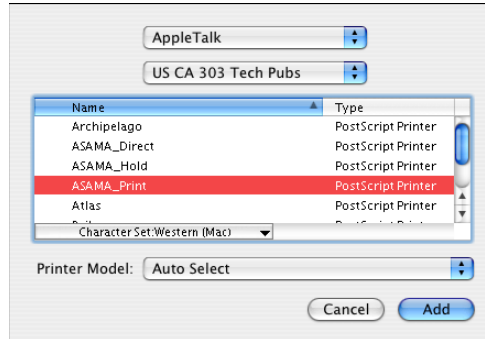 AppleTalk
US CA 303 Tech Pubs
Name Type
Archipelago PostScript Printer
ASAMA_Direct PostScript Printer
ASAMA_Hold PostScript Printer
ASAMA_Print PostScript Printer
Atlas PostScript Printer
Character Set:Western (Mac)
Printer Model: Auto Select
Cancel Add